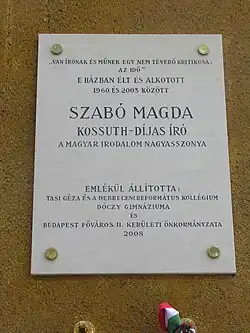 „VAN ÍRÓNAK ÉS MŰNEK EGY NEM TÉVEDŐ KRITIKUSA:
AZ IDŐ"
E HÁZBAN ÉLT ÉS ALKOTOTT
1960 ÉS 2003 KÖZÖTT
SZABÓ MAGDA
KOSSUTH-DÍJAS ÍRÓ
A MAGYAR IRODALOM NAGYASSZONYA
EMLÉKÜL ÁLLÍTOTTA:
TASI GÉZA ÉS A DEBRECENI REFORMÁTUS KOLLÉGIUM
DÓCZY GIMNÁZIUMA
ÉS
BUDAPEST FŐVÁROS II. KERÜLETI ÖNKORMÁNYZATA
2008